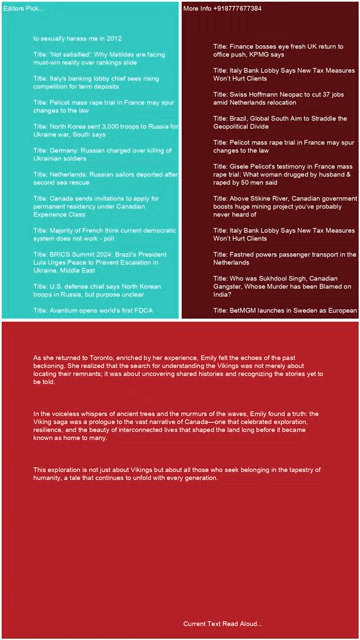 Editors Pick...
to sexually harass me in 2012
Title: 'Not satisfied': Why Matildas are facing
must-win reality over rankings slide
Title: Italy's banking lobby chief sees rising
competition for term deposits
Title: Pelicot mass rape trial in France may spur
changes to the law
Title: North Korea sent 3,000 troops to Russia for
Ukraine war, South says
Title: Germany: Russian charged over killing of
Ukrainian soldiers
Title: Netherlands: Russian sailors deported after
second sea rescue
Title: Canada sends invitations to apply for
permanent residency under Canadian
Experience Class
Title: Majority of French think current democratic
system does not work - poll
Title: BRICS Summit 2024: Brazil's President
Lula Urges Peace to Prevent Escalation in
Ukraine, Middle East
Title: U.S. defense chief says North Korean
troops in Russia, but purpose unclear
Title: Avantium opens world's first FDCA
More Info +918777677384
Title: Finance bosses eye fresh UK return to
office push, KPMG says
Title: Italy Bank Lobby Says New Tax Measures
Won't Hurt Clients
Title: Swiss Hoffmann Neopac to cut 37 jobs
amid Netherlands relocation
Title: Brazil, Global South Aim to Straddle the
Geopolitical Divide
Title: Pelicot mass rape trial in France may spur
changes to the law
Title: Gisele Pelicot's testimony in France mass
rape trial: What woman drugged by husband &
raped by 50 men said
Title: Above Stikine River, Canadian government
boosts huge mining project you've probably
never heard of
Title: Italy Bank Lobby Says New Tax Measures
Won't Hurt Clients
Title: Fastned powers passenger transport in the
Netherlands
Title: Who was Sukhdool Singh, Canadian
Gangster, Whose Murder has been Blamed on
India?
Title: BetMGM launches in Sweden as European
As she returned to Toronto, enriched by her experience, Emily felt the echoes of the past
beckoning. She realized that the search for understanding the Vikings was not merely about
locating their remnants; it was about uncovering shared histories and recognizing the stories yet to
be told.
In the voiceless whispers of ancient trees and the murmurs of the waves, Emily found a truth: the
Viking saga was a prologue to the vast narrative of Canada—one that celebrated exploration,
resilience, and the beauty of interconnected lives that shaped the land long before it became
known as home to many.
This exploration is not just about Vikings but about all those who seek belonging in the tapestry of
humanity, a tale that continues to unfold with every generation.
Current Text Read Aloud...